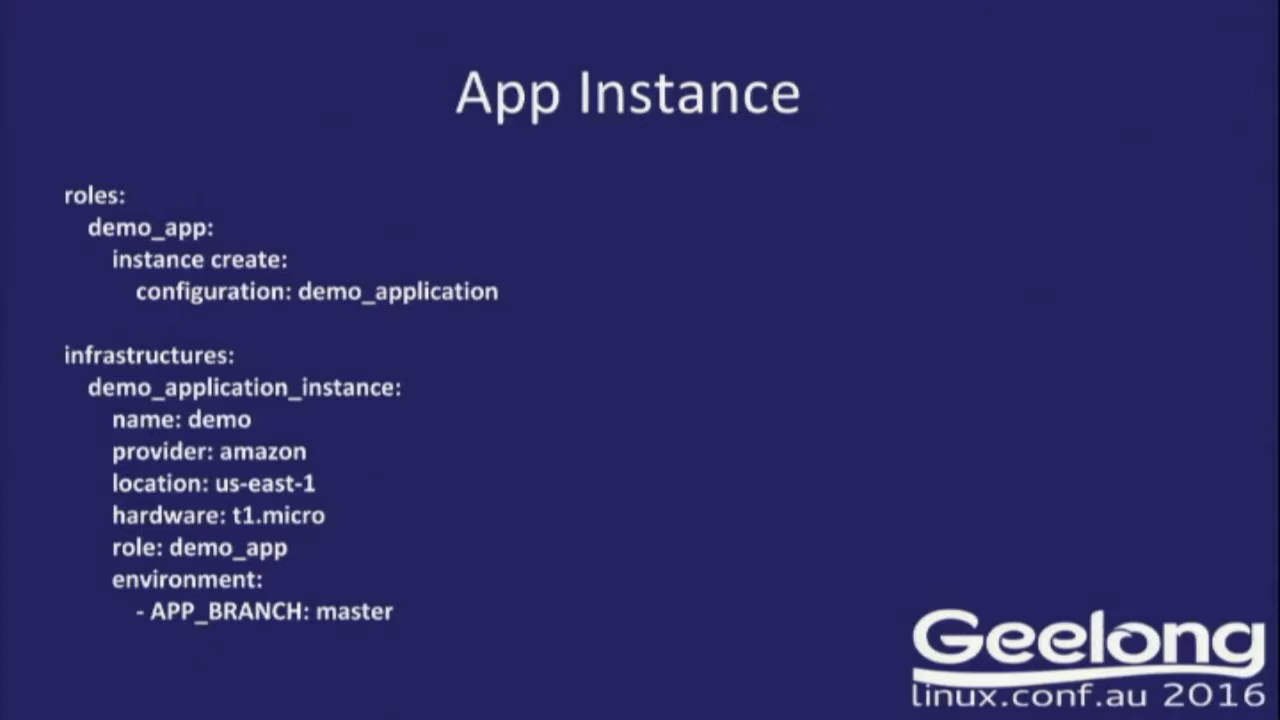 App Instance
roles:
demo_app:
instance create:
configuration: demo_application
infrastructures:
demo_application_instance:
name: demo
provider: amazon
location: us-east-1
hardware: t1.micro
role: demo_app
environment:
- APP_BRANCH: master
Geelong
linux.conf.au 2016